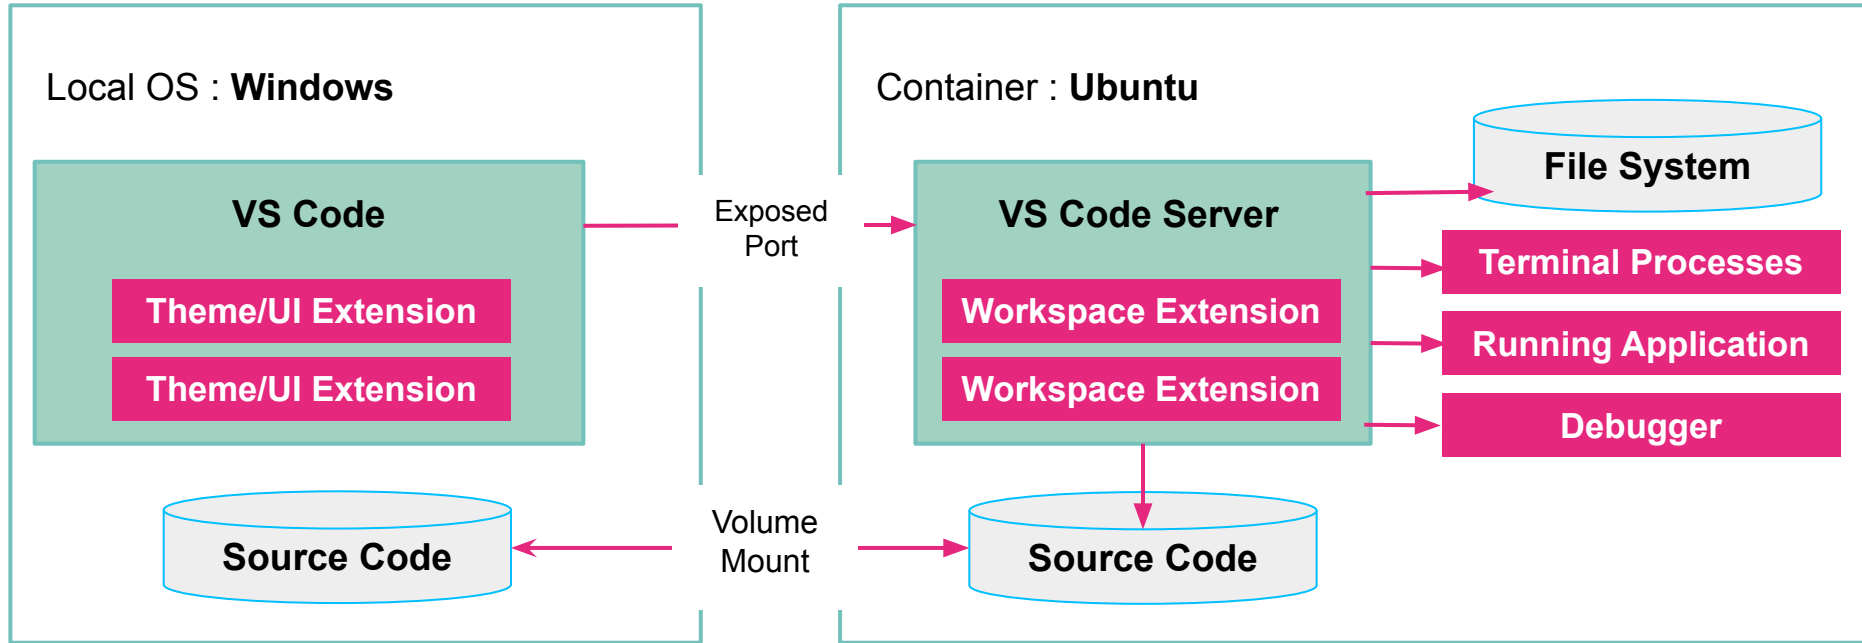 Local OS : Windows
VS Code
Theme/UI Extension
Theme/UI Extension
Source Code
Exposed
Port
Volume
Mount
Container : Ubuntu
VS Code Server
Workspace Extension
Workspace Extension
Source Code
File System
Terminal Processes
Running Application
Debugger